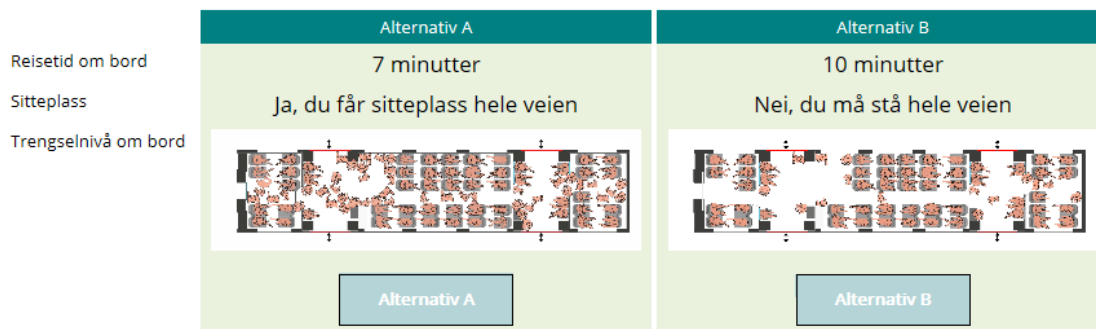 Alternativ A
Alternativ B
Reisetid om bord
7 minutter
10 minutter
Sitteplass
Ja, du får sitteplass hele veien
Nei, du må stå hele veien
Trengselnivå om bord
Alternativ A
Alternativ B